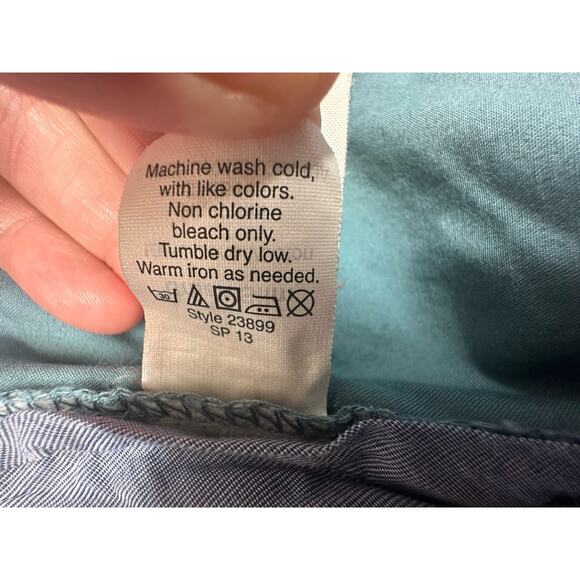 Machine wash cold,
with like colors.
Non chlorine
bleach only.
Tumble dry low.
Warm iron as needed.
30
Style 23899
SP 13